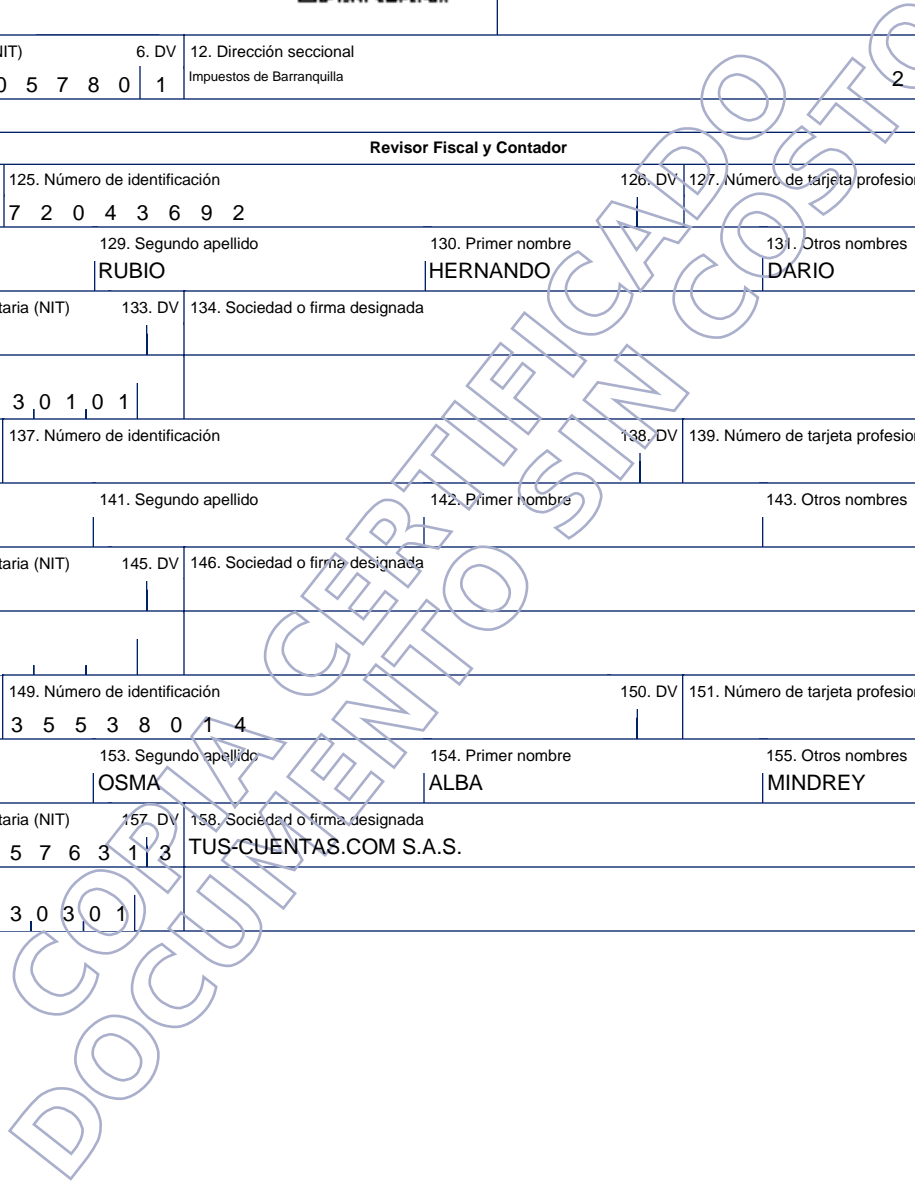 NIT) 6. DV 12. Dirección seccional
5 7 8 0 1 Impuestos de Barranquilla 2
Revisor Fiscal y Contador
125. Número de identificación 126. DV 127. Número de tarjeta profesion
7 2 0 4 3 6 9 2
129. Segundo apellido 130. Primer nombre 131. Otros nombres
RUBIO HERNANDO DARIO
taria (NIT) 133. DV 134. Sociedad o firma designada
3 0 1 0 1
137. Número de identificación 138. DV 139. Número de tarjeta profesion
141. Segundo apellido 142. Primer nombre 143. Otros nombres
taria (NIT) 145. DV 146. Sociedad o firma designada
149. Número de identificación 150. DV 151. Número de tarjeta profesion
3 5 5 3 8 0 1 4
153. Segundo apellido 154. Primer nombre 155. Otros nombres
OSMA ALBA MINDREY
taria (NIT) 157. DV 158. Sociedad o firma designada
5 7 6 3 1 3 TUS-CUENTAS.COM S.A.S.
3 0 3 0 1
COPIA CERTIFICADO
DOCUMENTO SIN COSTO